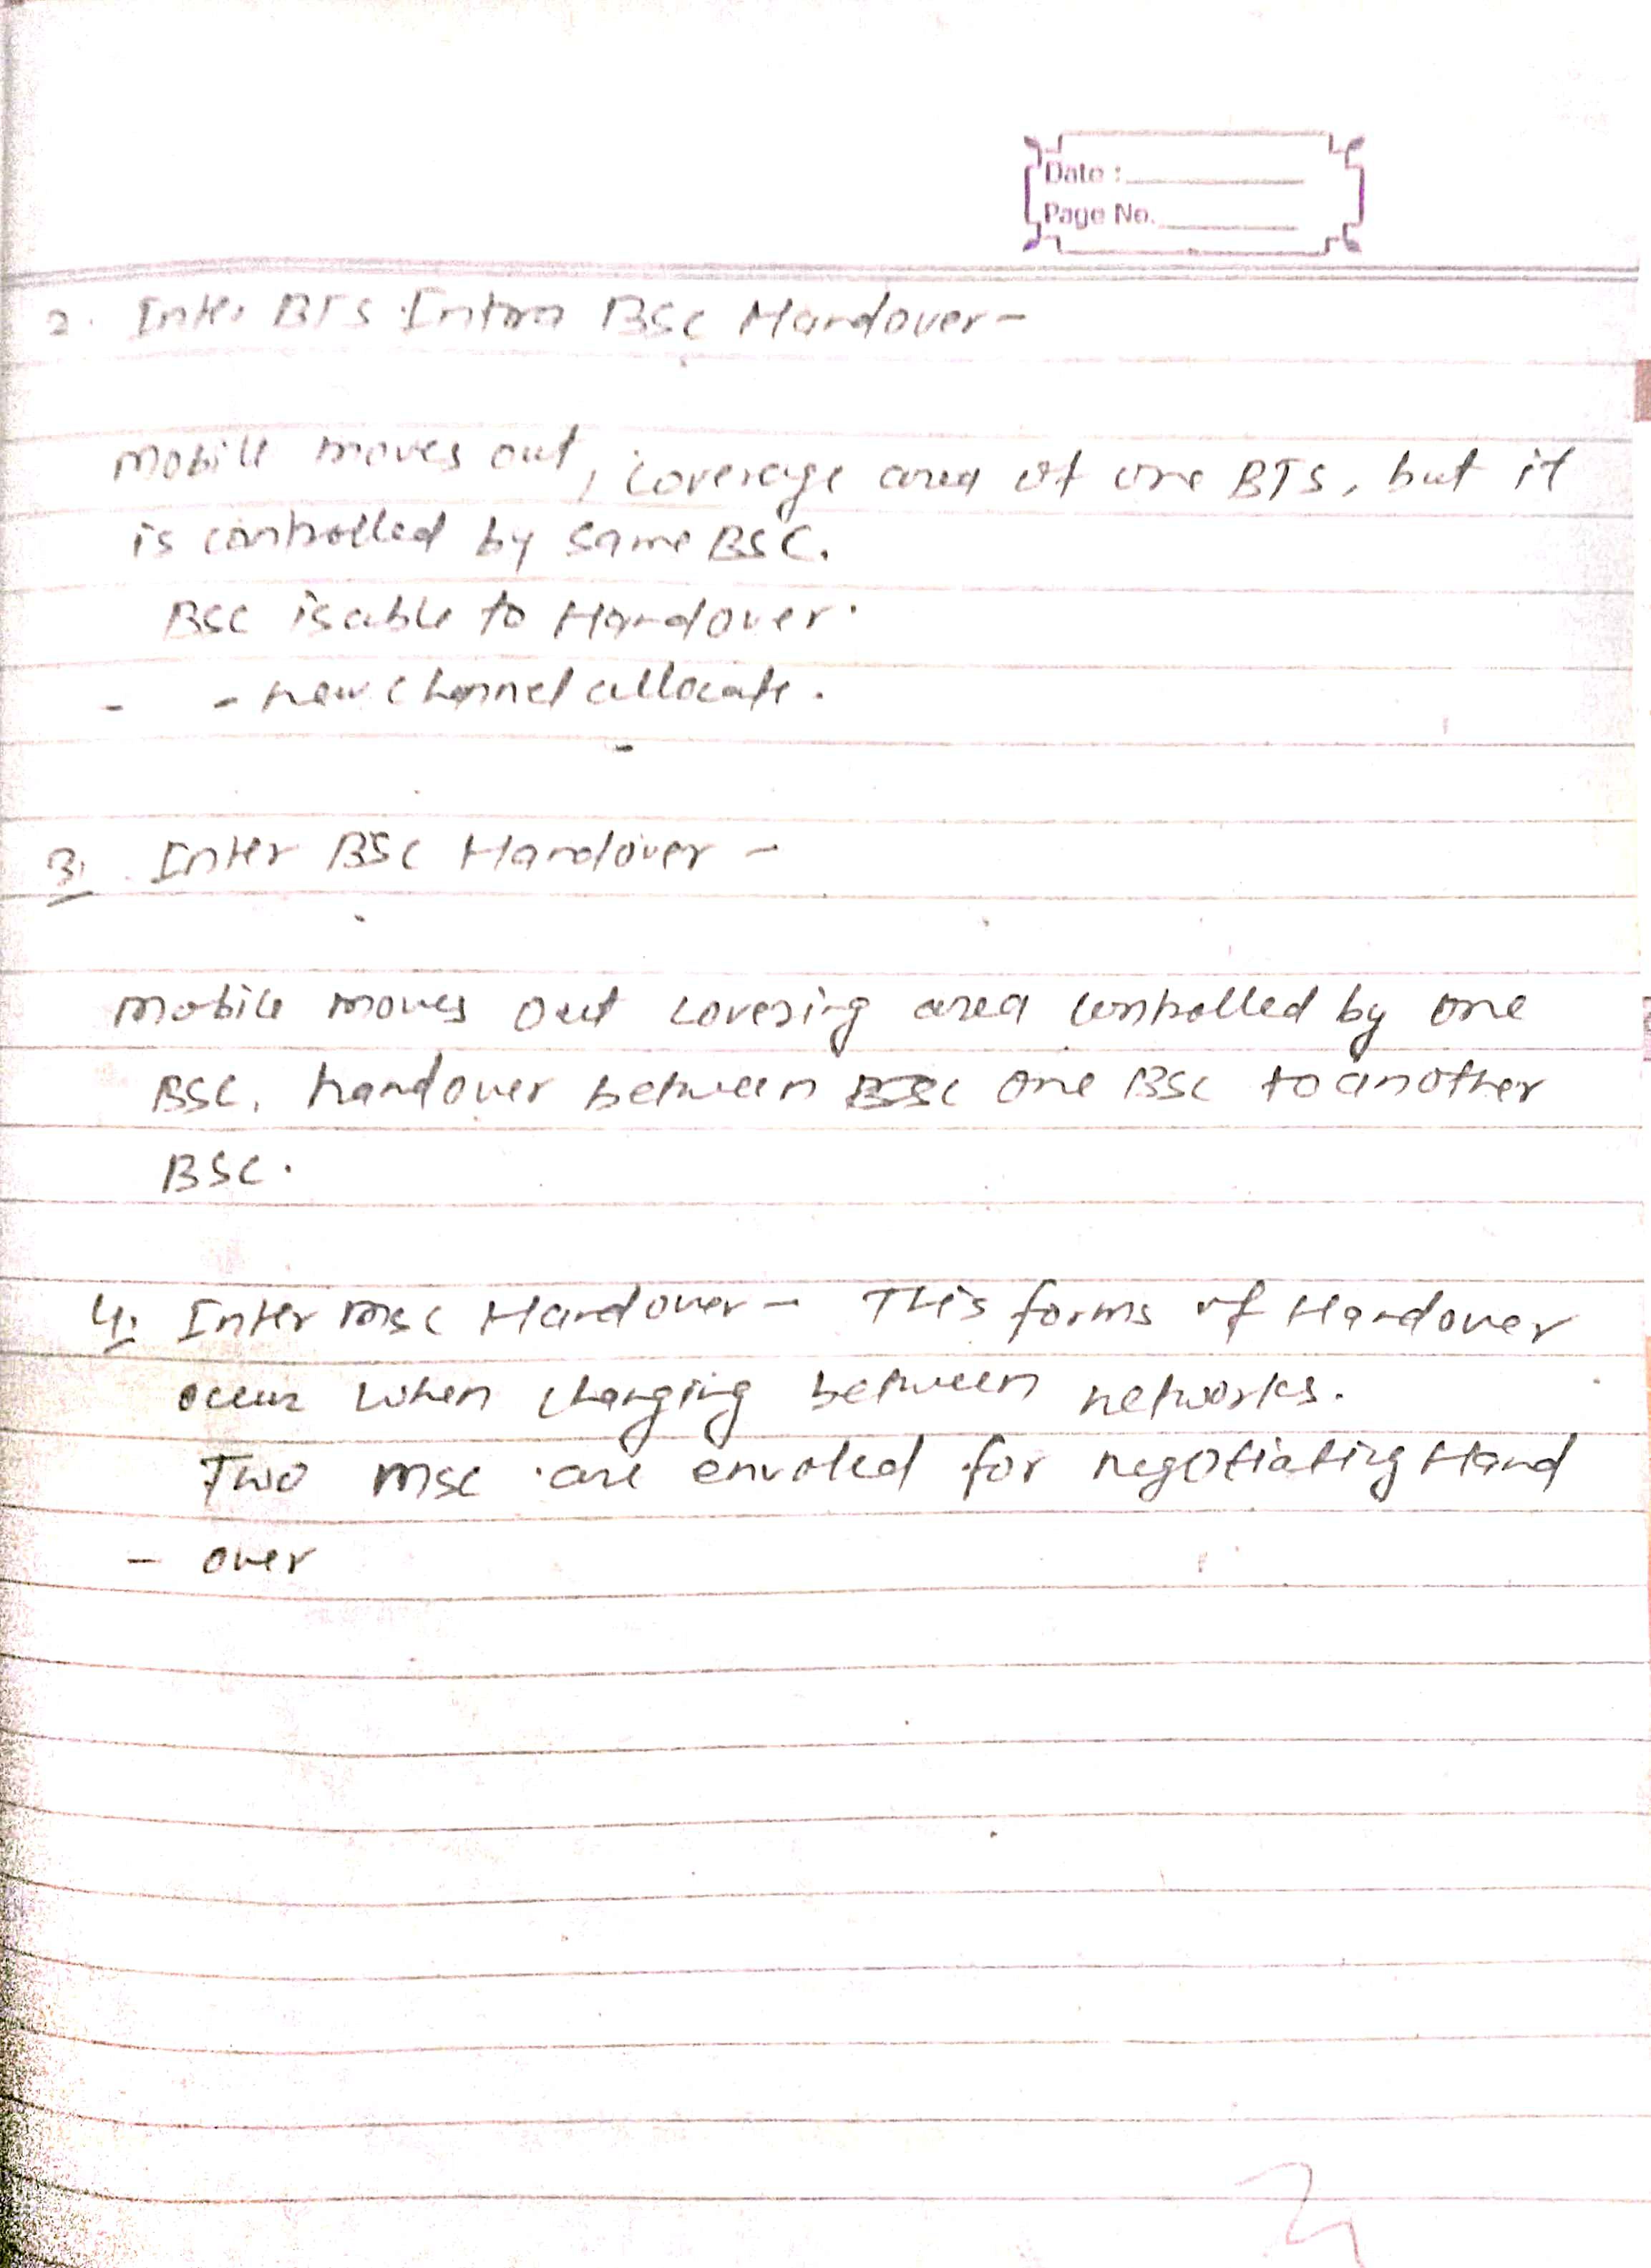 Date :
Page No.
2. Inter BTS Intra BSC Handover-
Mobile moves out, coverage area of one BTS, but it
is controlled by same BSC.
BSC is able to Handover.
- - new channel allocate.
3. Inter BSC Handover -
Mobile moves out covering area controlled by one
BSC. handover between BSC one BSC to another
BSC.
4. Inter MSC Handover - This forms of Handover
occur when changing between networks.
Two MSC are envoled for negotiating Hand
- over